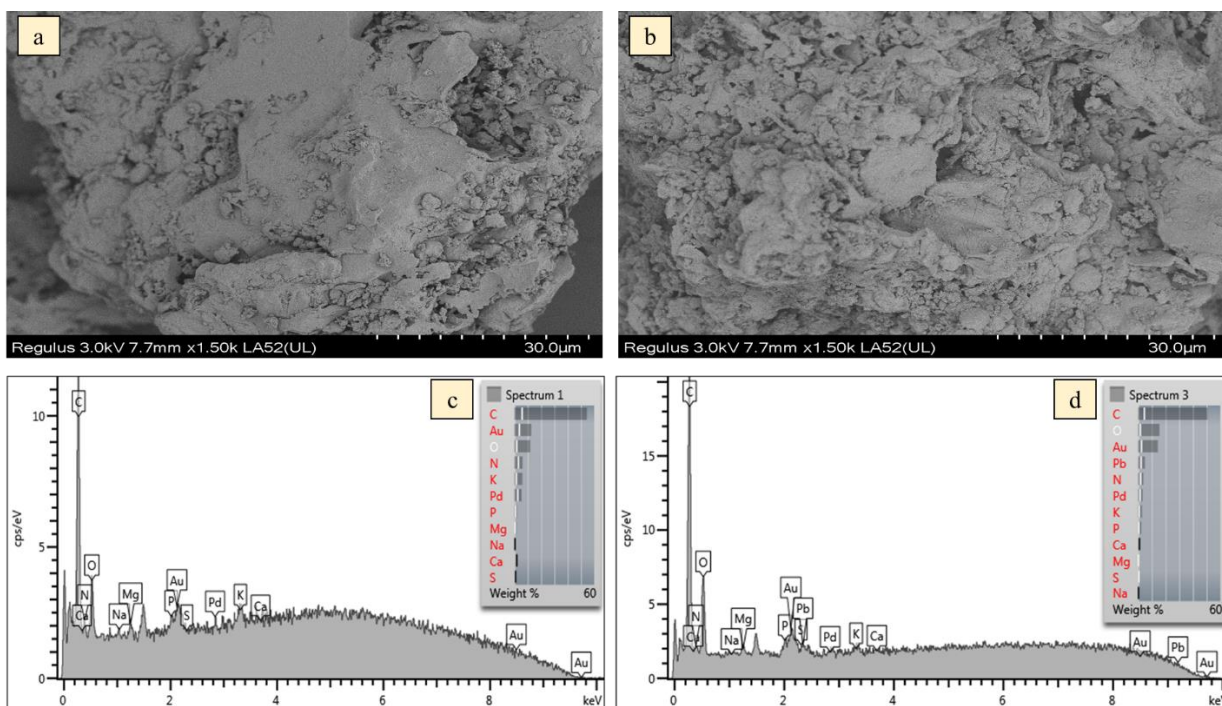 a
b
Regulus 3.0kV 7.7mm x1.50k LA52(UL) 30.0µm
Regulus 3.0kV 7.7mm x1.50k LA52(UL) 30.0µm
c
Spectrum 1
C
Au
O
N
K
Pd
P
Mg
Na
Ca
S
Weight % 60
cps/eV
10
5
0
C
O
N
Ca
Na
Mg
P
Au
S
Pd
K
Ca
Au
Au
0 2 4 6 8 keV
d
Spectrum 3
C
O
Au
Pb
N
Pd
K
P
Ca
Mg
S
Na
Weight % 60
cps/eV
15
10
5
0
C
O
N
Ca
Na
Mg
P
Au
Pb
S
Pd
K
Ca
Au
Pb
Au
0 2 4 6 8 keV